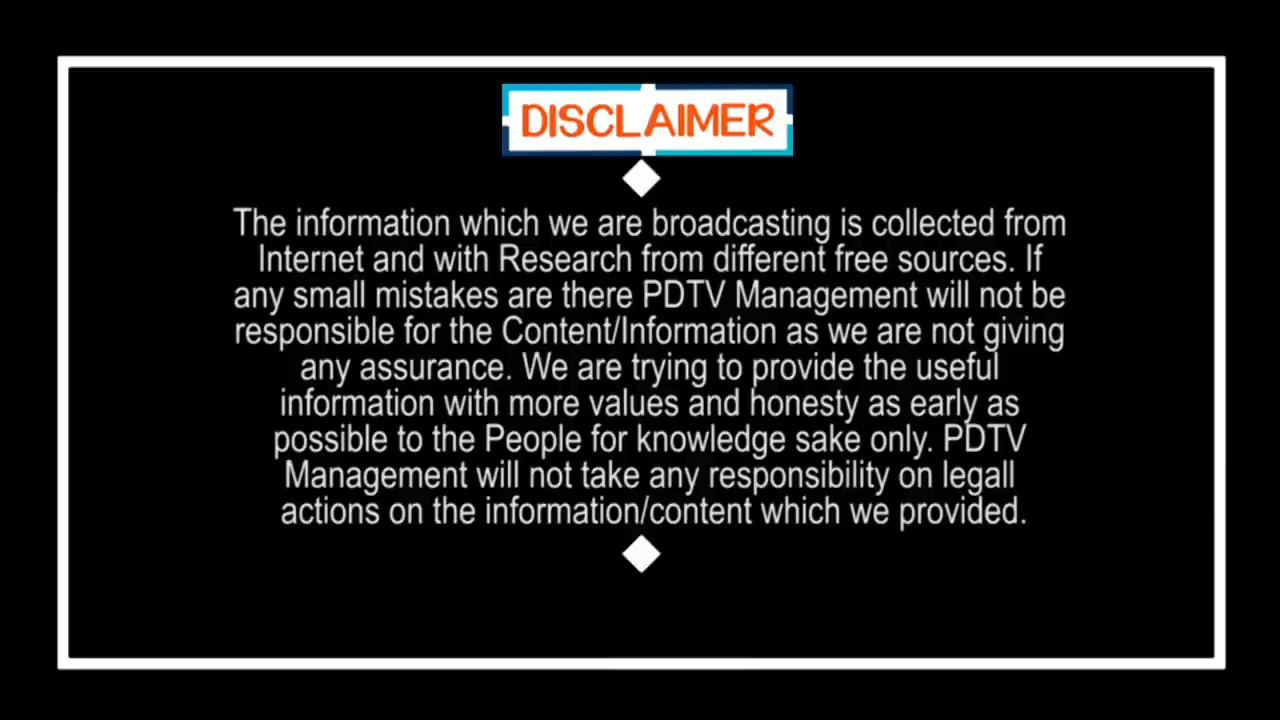 DISCLAIMER
The information which we are broadcasting is collected from
Internet and with Research from different free sources. If
any small mistakes are there PDTV Management will not be
responsible for the Content/Information as we are not giving
any assurance. We are trying to provide the useful
information with more values and honesty as early as
possible to the People for knowledge sake only. PDTV
Management will not take any responsibility on legall
actions on the information/content which we provided.